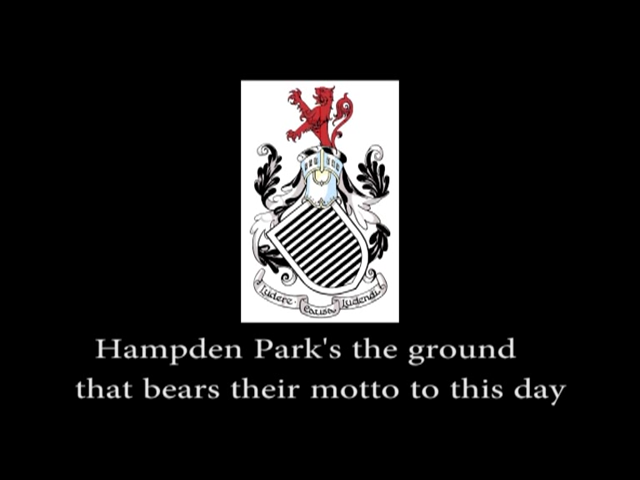 Ludere Causa Ludendi
Hampden Park's the ground
that bears their motto to this day